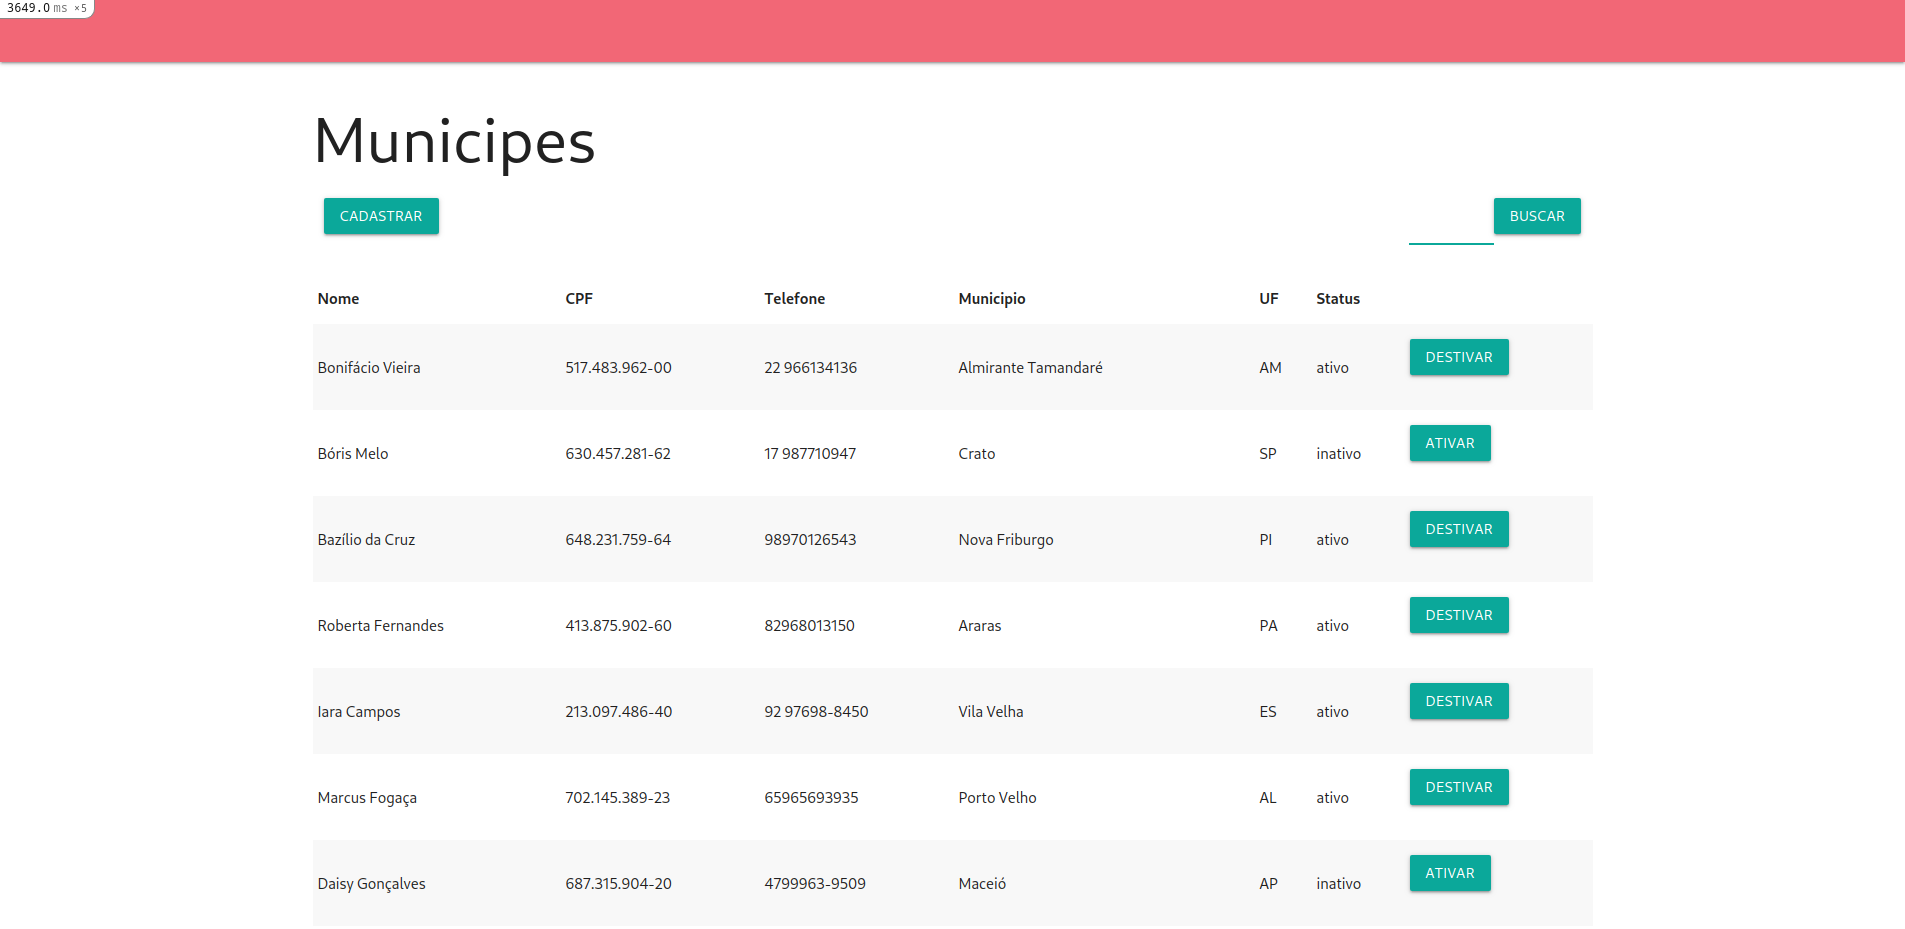 3649.0 ms ×5
Municipes
CADASTRAR BUSCAR
Nome CPF Telefone Municipio UF Status
Bonifácio Vieira 517.483.962-00 22 966134136 Almirante Tamandaré AM ativo DESTIVAR
Bóris Melo 630.457.281-62 17 987710947 Crato SP inativo ATIVAR
Bazílio da Cruz 648.231.759-64 98970126543 Nova Friburgo PI ativo DESTIVAR
Roberta Fernandes 413.875.902-60 82968013150 Araras PA ativo DESTIVAR
Iara Campos 213.097.486-40 92 97698-8450 Vila Velha ES ativo DESTIVAR
Marcus Fogaça 702.145.389-23 65965693935 Porto Velho AL ativo DESTIVAR
Daisy Gonçalves 687.315.904-20 4799963-9509 Maceió AP inativo ATIVAR